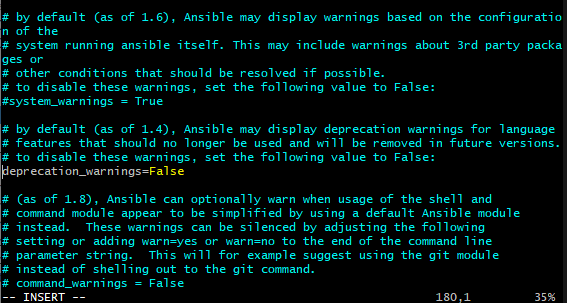 # by default (as of 1.6), Ansible may display warnings based on the configuratio
n of the
# system running ansible itself. This may include warnings about 3rd party packa
ges or
# other conditions that should be resolved if possible.
# to disable these warnings, set the following value to False:
#system_warnings = True
# by default (as of 1.4), Ansible may display deprecation warnings for language
# features that should no longer be used and will be removed in future versions.
# to disable these warnings, set the following value to False:
deprecation_warnings=False
# (as of 1.8), Ansible can optionally warn when usage of the shell and
# command module appear to be simplified by using a default Ansible module
# instead.  These warnings can be silenced by adjusting the following
# setting or adding warn=yes or warn=no to the end of the command line
# parameter string.  This will for example suggest using the git module
# instead of shelling out to the git command.
# command_warnings = False
-- INSERT -- 180,1 35%